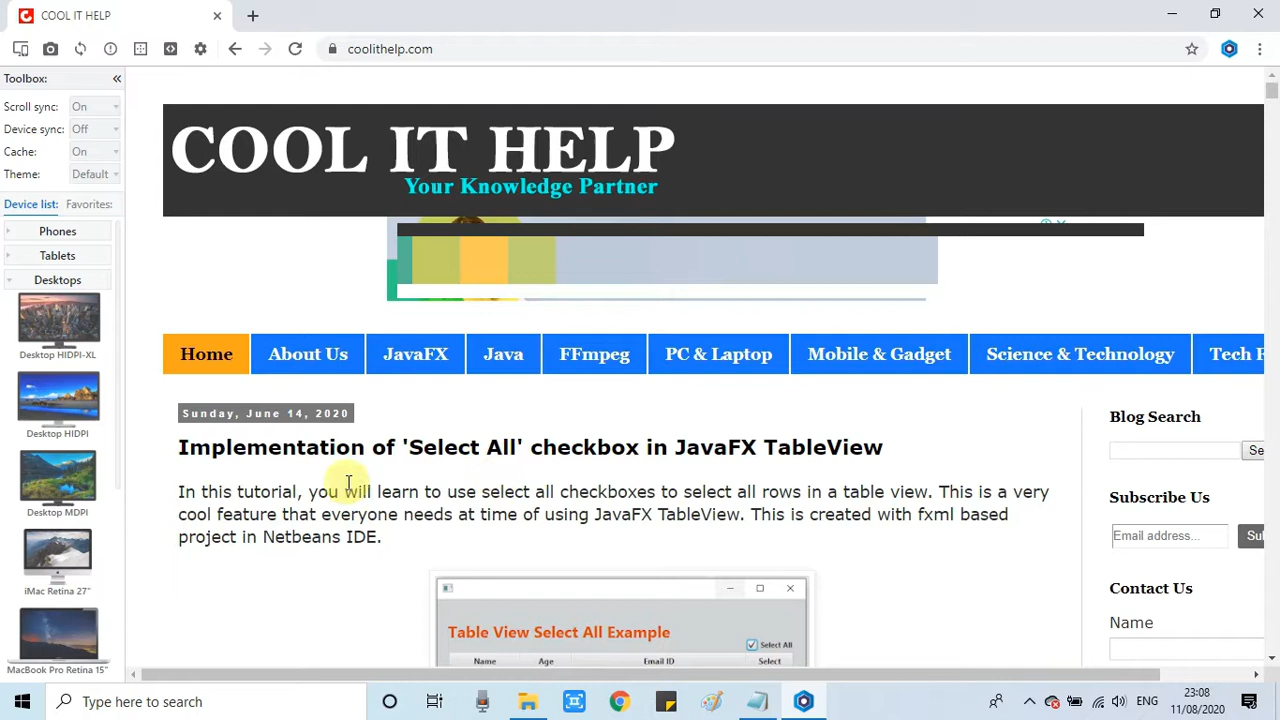 COOL IT HELP
coolithelp.com
Toolbox:
Scroll sync: On
Device sync: Off
Cache: On
Theme: Default
Device list: Favorites:
Phones
Tablets
Desktops
Desktop HIDPI-XL
Desktop HIDPI
Desktop MDPI
iMac Retina 27"
MacBook Pro Retina 15"
COOL IT HELP
Your Knowledge Partner
Home About Us JavaFX Java FFmpeg PC & Laptop Mobile & Gadget Science & Technology Tech F
Sunday, June 14, 2020
Implementation of 'Select All' checkbox in JavaFX TableView
In this tutorial, you will learn to use select all checkboxes to select all rows in a table view. This is a very
cool feature that everyone needs at time of using JavaFX TableView. This is created with fxml based
project in Netbeans IDE.
Table View Select All Example
Select All
Name Age Email ID Select
Blog Search
Se
Subscribe Us
Email address... Su
Contact Us
Name
Type here to search
ENG
23:08
11/08/2020